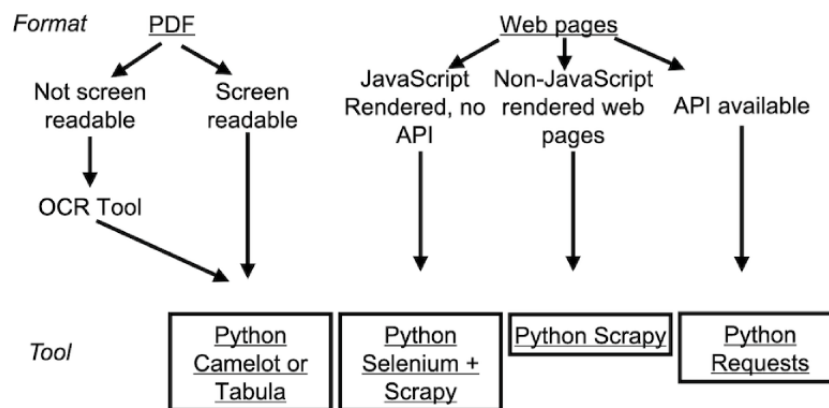 Format
PDF
Web pages
Not screen
readable
Screen
readable
JavaScript
Rendered, no
API
Non-JavaScript
rendered web
pages
API available
OCR Tool
Tool
Python
Camelot or
Tabula
Python
Selenium +
Scrapy
Python Scrapy
Python
Requests